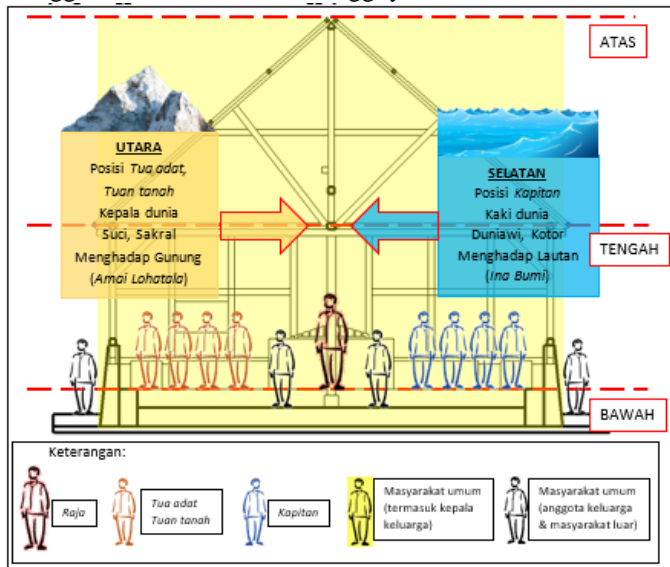 ATAS
UTARA
Posisi Tua adat,
Tuan tanah
Kepala dunia
Suci, Sakral
Menghadap Gunung
(Amai Lohatala)
SELATAN
Posisi Kapitan
Kaki dunia
Duniawi, Kotor
Menghadap Lautan
(Ina Bumi)
TENGAH
BAWAH
Keterangan:
Raja
Tua adat
Tuan tanah
Kapitan
Masyarakat umum
(termasuk kepala
keluarga)
Masyarakat umum
(anggota keluarga
& masyarakat luar)